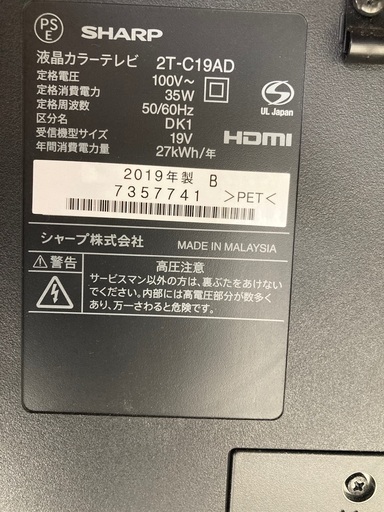 PS
E
SHARP
液晶カラーテレビ 2T-C19AD
定格電圧 100V～
定格消費電力 35W
定格周波数 50/60Hz
区分名 DK1
受信機型サイズ 19V
年間消費電力量 27kWh/年
S
UL Japan
HDMI
2019年製 B
7357741
>PET<
シャープ株式会社 MADE IN MALAYSIA
警告 高圧注意
サービスマン以外の方は、裏ぶたをあけないで
ください。内部には高電圧部分が数多く
あり、万一さわると危険です。